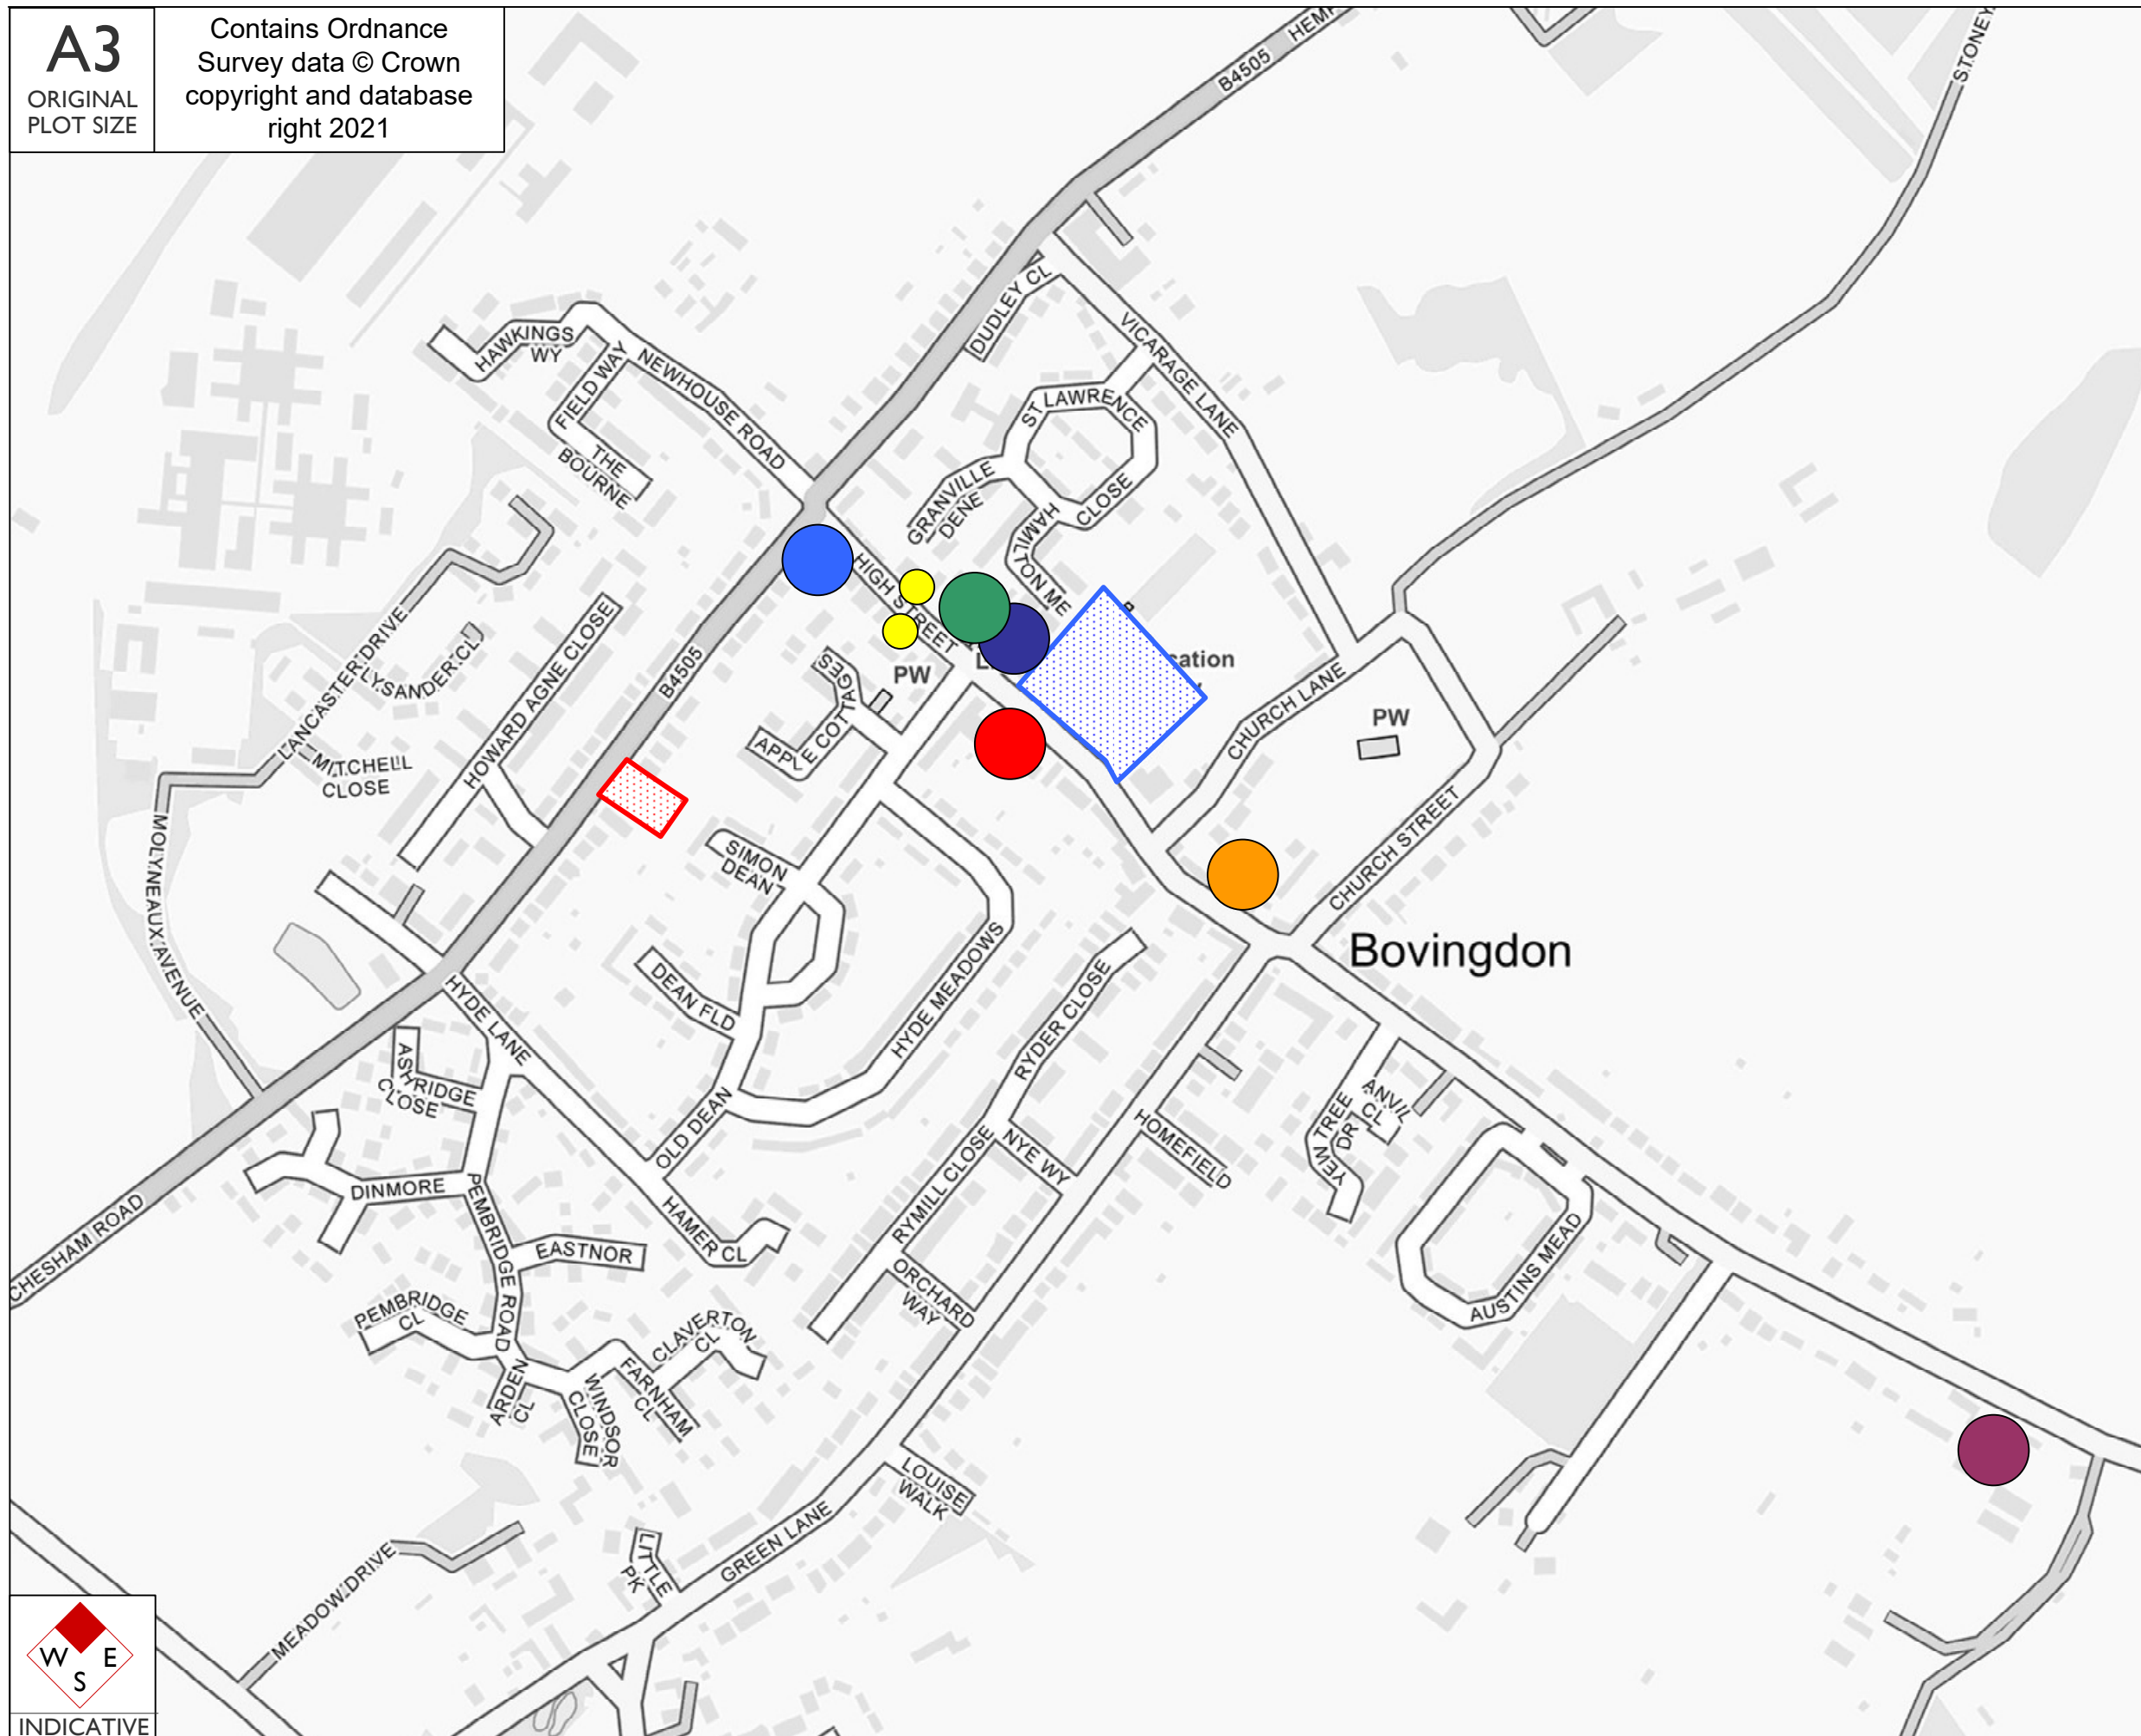 A3
ORIGINAL
PLOT SIZE
Contains Ordnance
Survey data © Crown
copyright and database
right 2021
B4505
STONEY
DUDLEY CL
VICARAGE LANE
HAWKINGS
WY
FIELD WAY
NEWHOUSE ROAD
THE
BOURNE
ST LAWRENCE
CLOSE
GRANVILLE
DENE
HAMILTON ME
HIGH STREET
LANCASTER DRIVE
LYSANDER CL
HOWARD AGNE CLOSE
B4505
MITCHELL
CLOSE
PW
cation
APPLE COTTAGES
CHURCH LANE
PW
MOLYNEAUX AVENUE
SIMON
DEAN
CHURCH STREET
Bovingdon
HYDE LANE
DEAN FLD
HYDE MEADOWS
RYDER CLOSE
ASHRIDGE
CLOSE
OLD DEAN
ANVIL
CL
YEW TREE
DR
HOMEFIELD
NYE WY
RYMILL CLOSE
DINMORE
PEMBRIDGE ROAD
CHESHAM ROAD
HAMER CL
EASTNOR
ORCHARD
WAY
AUSTINS MEAD
PEMBRIDGE
CL
CLAVERTON
CL
FARNHAM
CL
ARDEN
CL
WINDSOR
CLOSE
LOUISE
WALK
GREEN LANE
LITTLE
PK
MEADOW DRIVE
W E
S
INDICATIVE